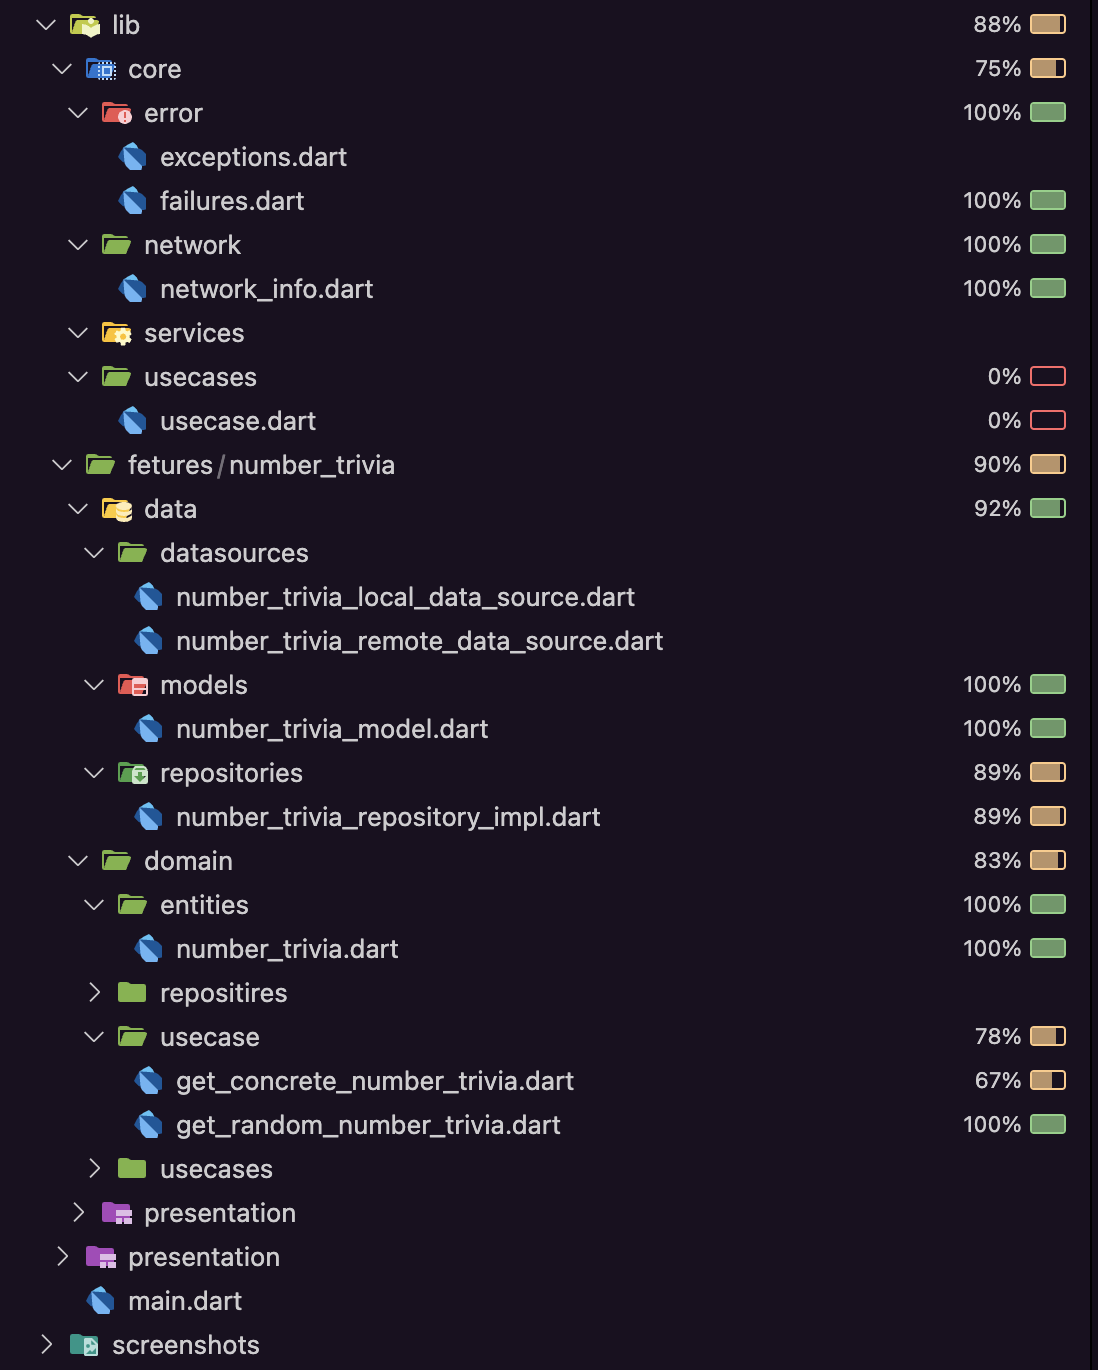 lib 88%
core 75%
error 100%
exceptions.dart
failures.dart 100%
network 100%
network_info.dart 100%
services
usecases 0%
usecase.dart 0%
fetures/number_trivia 90%
data 92%
datasources
number_trivia_local_data_source.dart
number_trivia_remote_data_source.dart
models 100%
number_trivia_model.dart 100%
repositories 89%
number_trivia_repository_impl.dart 89%
domain 83%
entities 100%
number_trivia.dart 100%
repositires
usecase 78%
get_concrete_number_trivia.dart 67%
get_random_number_trivia.dart 100%
usecases
presentation
presentation
main.dart
screenshots